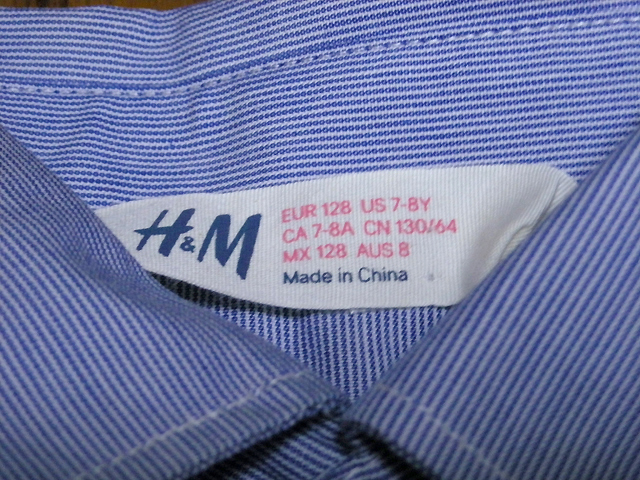 H&M
EUR 128 US 7-8Y
CA 7-8A CN 130/64
MX 128 AUS 8
Made in China